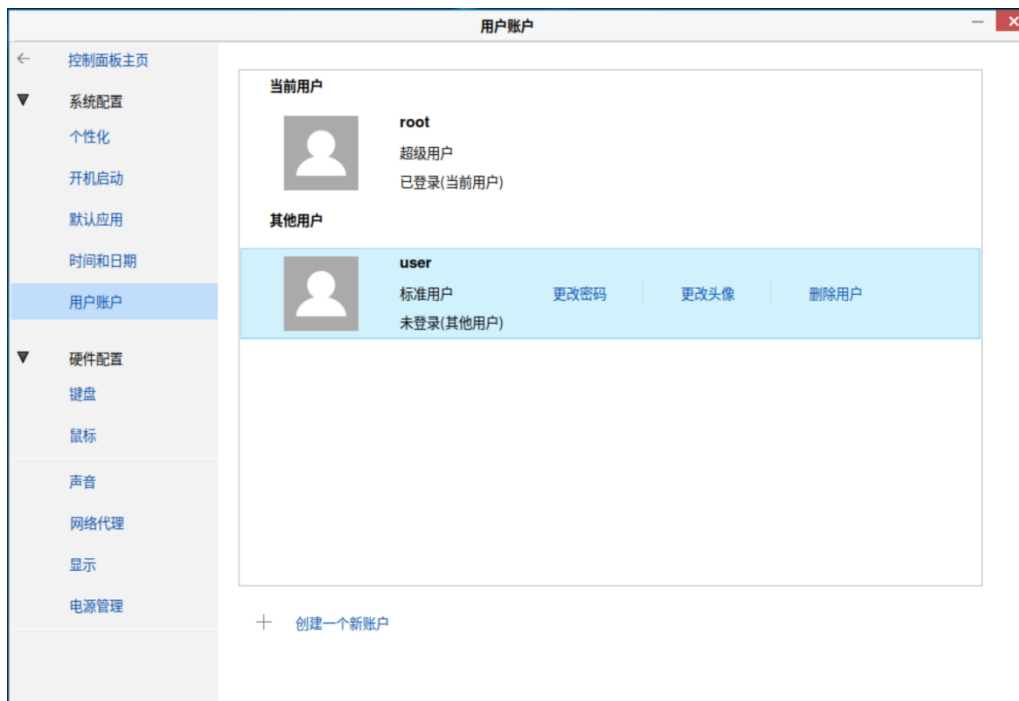 用户账户
控制面板主页
系统配置
个性化
开机启动
默认应用
时间和日期
用户账户
硬件配置
键盘
鼠标
声音
网络代理
显示
电源管理
当前用户
root
超级用户
已登录(当前用户)
其他用户
user
标准用户 更改密码 更改头像 删除用户
未登录(其他用户)
创建一个新账户